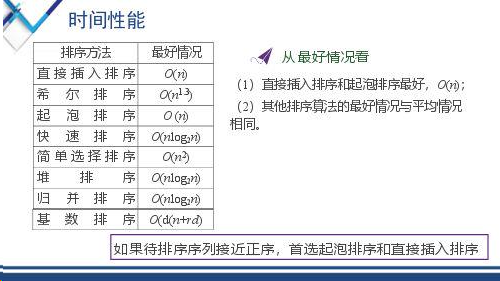 时间性能
排序方法 最好情况
直接插入排序 O(n)
希尔排序 O(n1.3)
起泡排序 O (n)
快速排序 O(nlog2n)
简单选择排序 O(n2)
堆排序 O(nlog2n)
归并排序 O(nlog2n)
基数排序 O(d(n+rd)
从最好情况看
（1）直接插入排序和起泡排序最好，O(n)；
（2）其他排序算法的最好情况与平均情况
相同。
如果待排序序列接近正序，首选起泡排序和直接插入排序